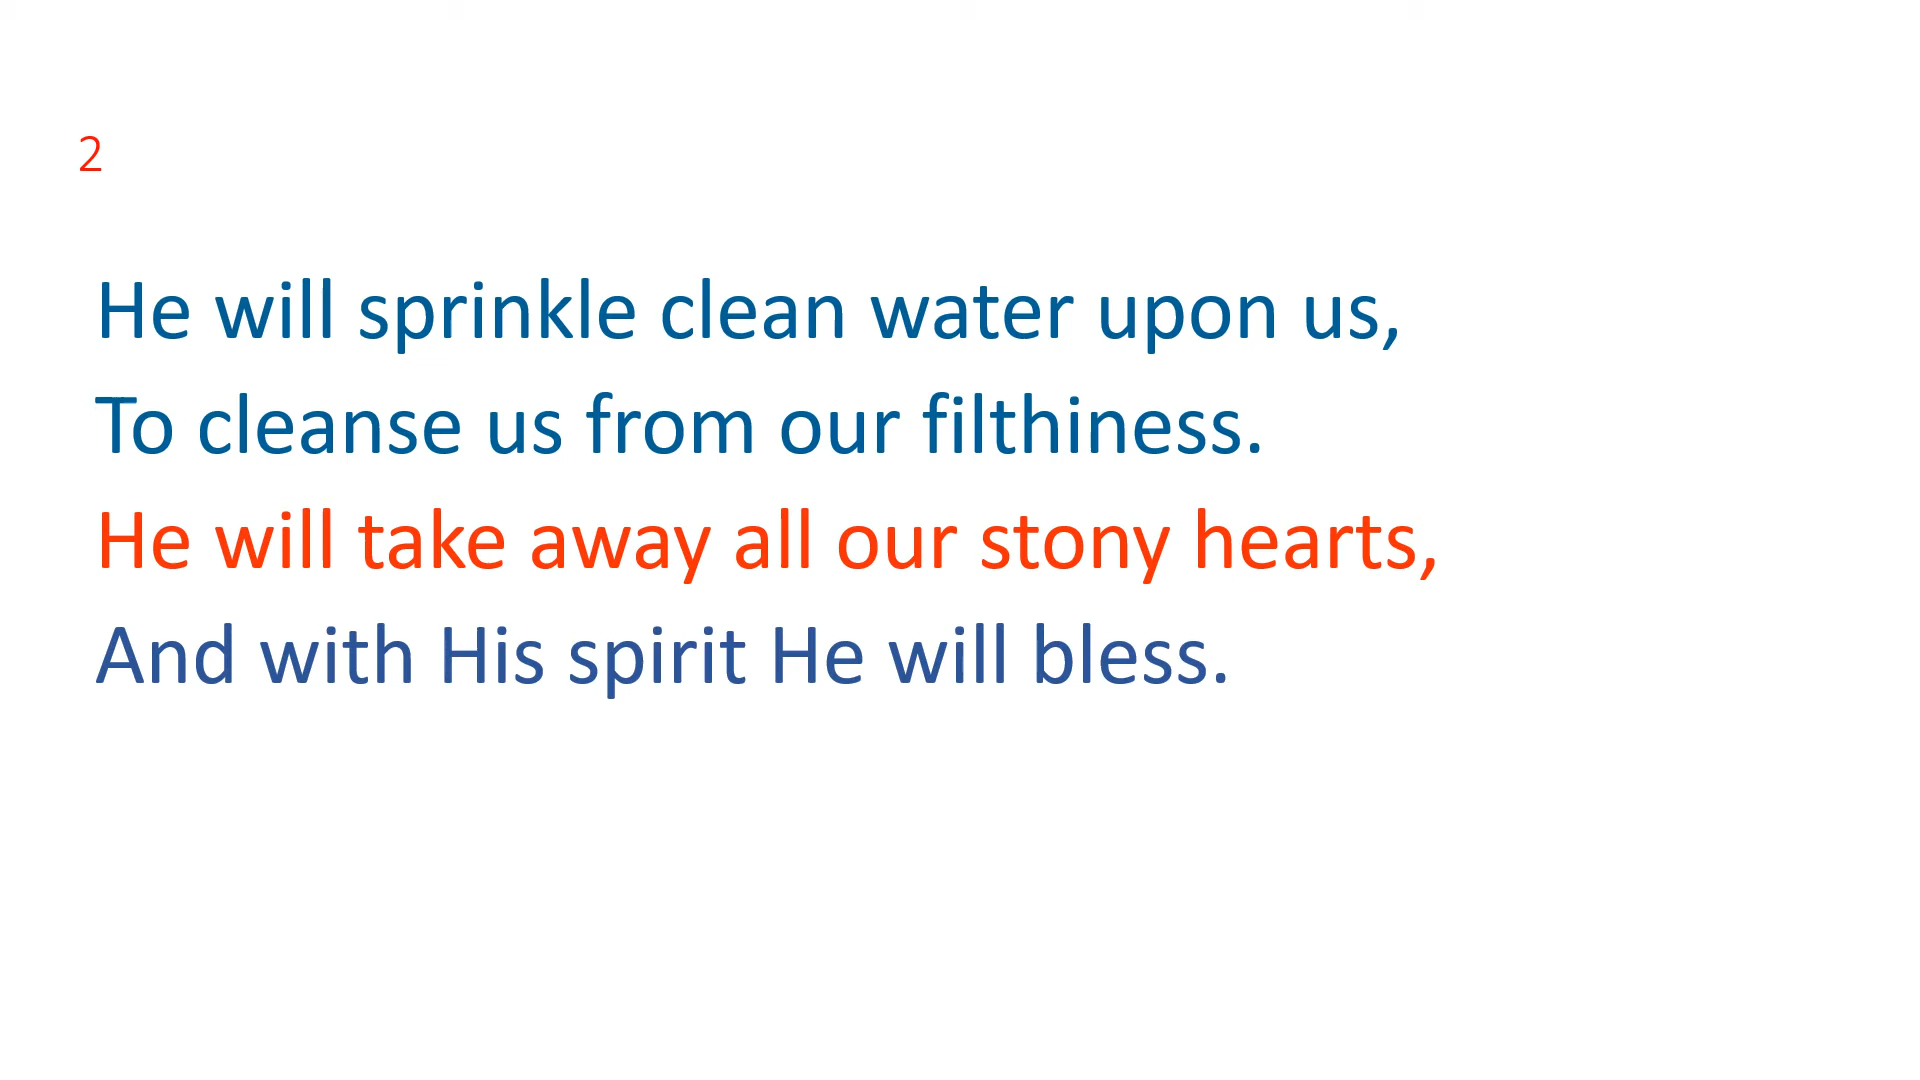 2
He will sprinkle clean water upon us,
To cleanse us from our filthiness.
He will take away all our stony hearts,
And with His spirit He will bless.